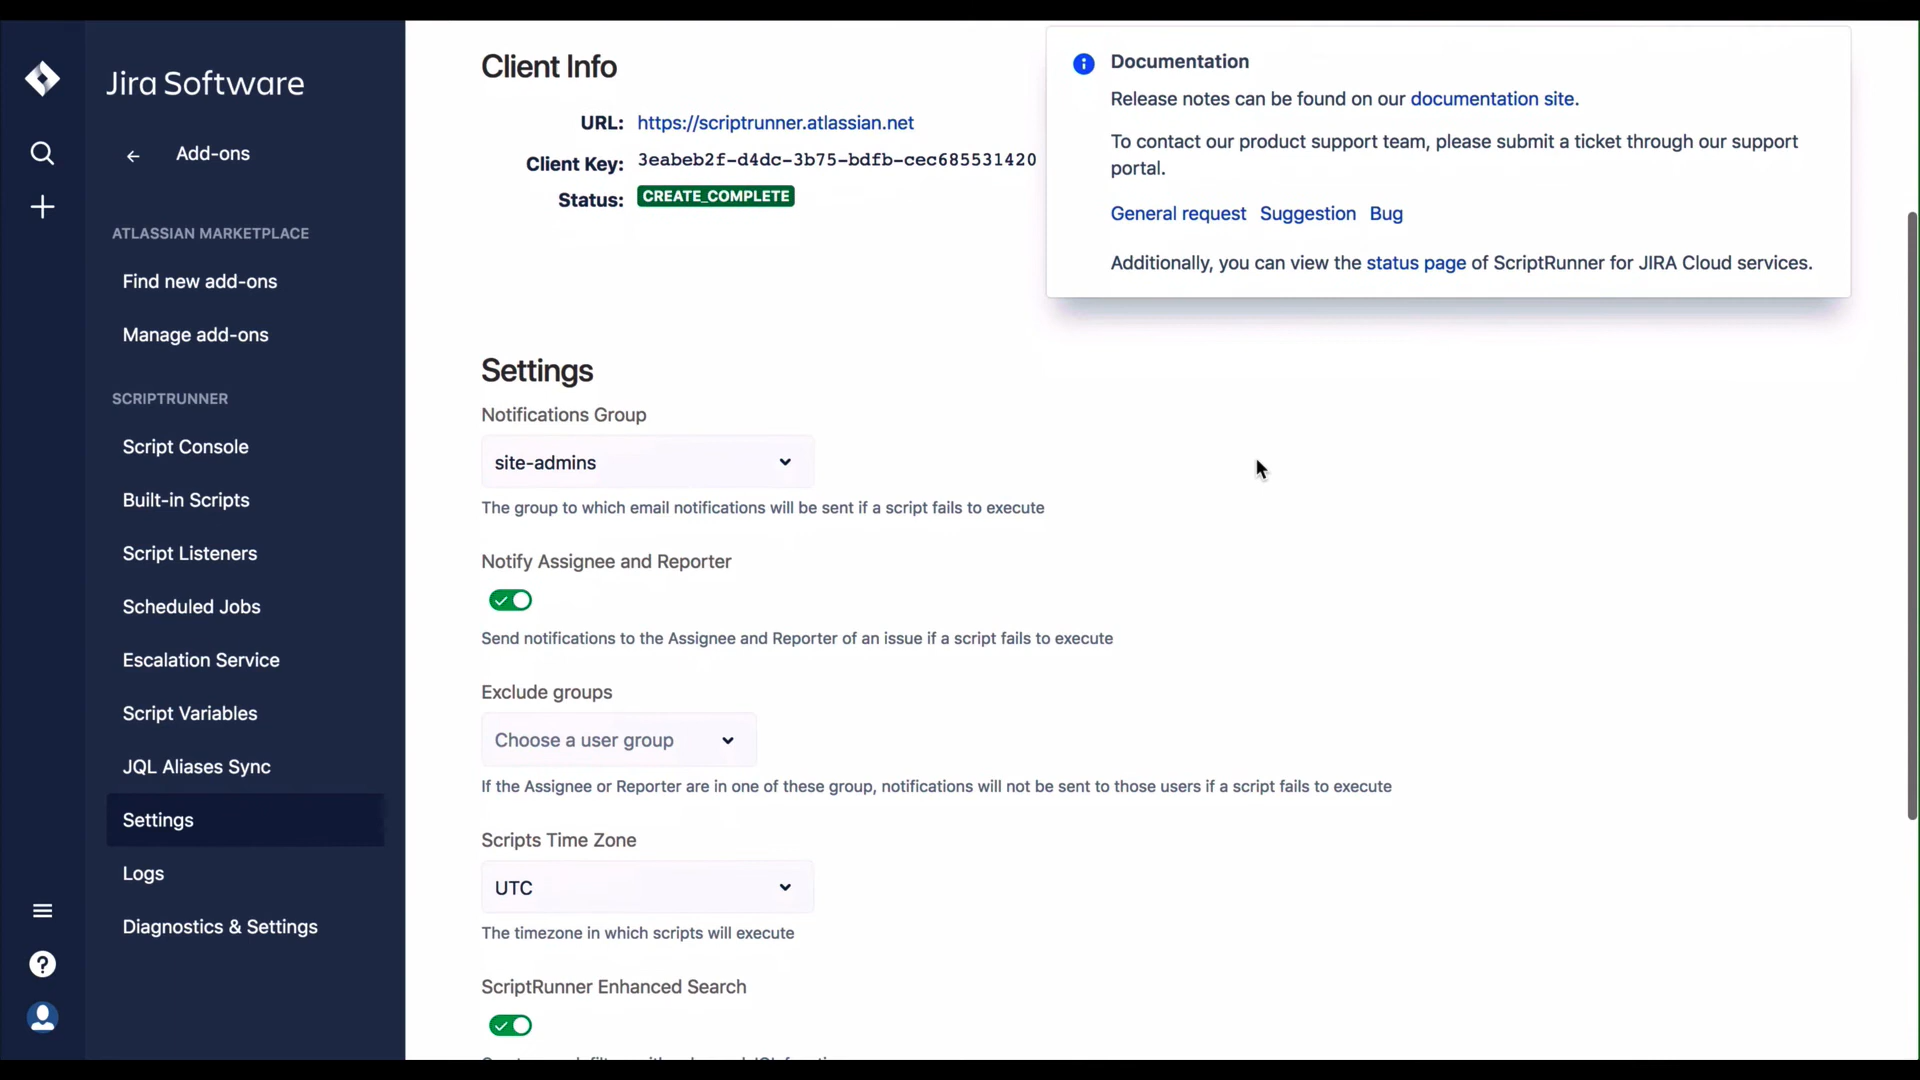 Jira Software
Add-ons
ATLASSIAN MARKETPLACE
Find new add-ons
Manage add-ons
SCRIPTRUNNER
Script Console
Built-in Scripts
Script Listeners
Scheduled Jobs
Escalation Service
Script Variables
JQL Aliases Sync
Settings
Logs
Diagnostics & Settings
Client Info
URL: https://scriptrunner.atlassian.net
Client Key: 3eabeb2f-d4dc-3b75-bdfb-cec685531420
Status: CREATE_COMPLETE
Documentation
Release notes can be found on our documentation site.
To contact our product support team, please submit a ticket through our support
portal.
General request Suggestion Bug
Additionally, you can view the status page of ScriptRunner for JIRA Cloud services.
Settings
Notifications Group
site-admins
The group to which email notifications will be sent if a script fails to execute
Notify Assignee and Reporter
Send notifications to the Assignee and Reporter of an issue if a script fails to execute
Exclude groups
Choose a user group
If the Assignee or Reporter are in one of these group, notifications will not be sent to those users if a script fails to execute
Scripts Time Zone
UTC
The timezone in which scripts will execute
ScriptRunner Enhanced Search